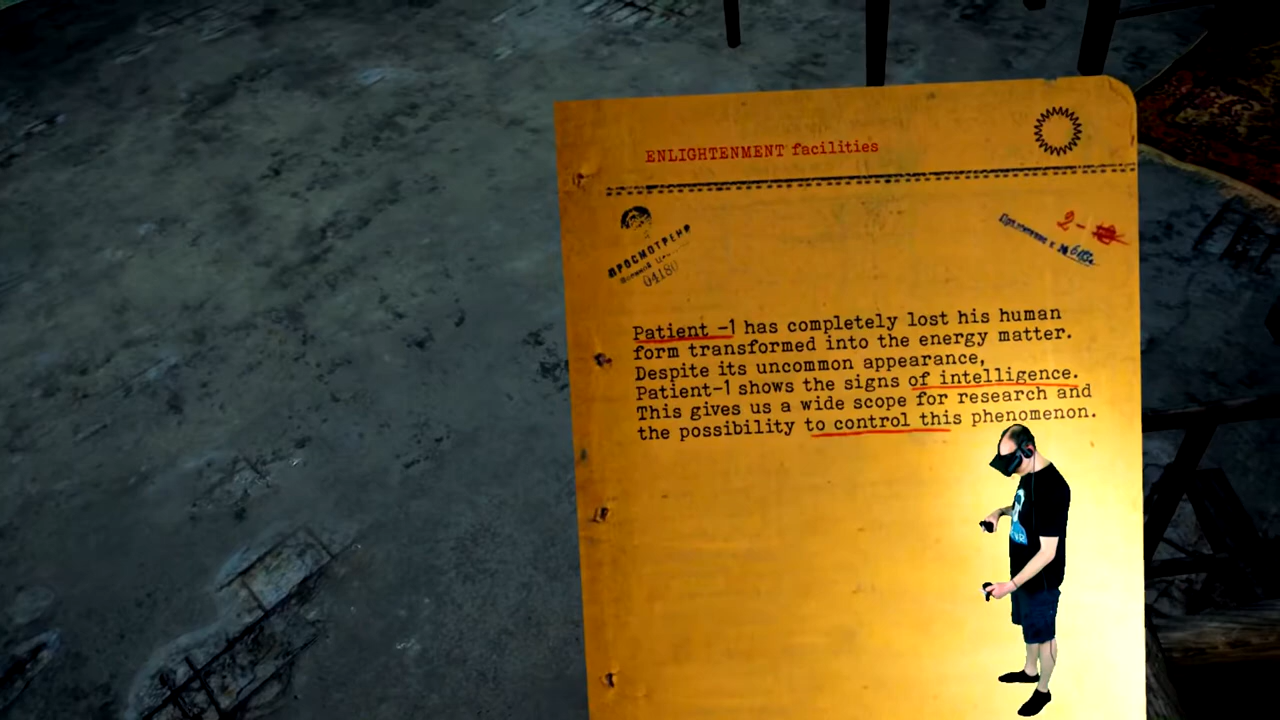 ENLIGHTENMENT facilities
2-
ПРОСМОТРЕНО
04180
Patient -1 has completely lost his human
form transformed into the energy matter.
Despite its uncommon appearance,
Patient-1 shows the signs of intelligence.
This gives us a wide scope for research and
the possibility to control this phenomenon.